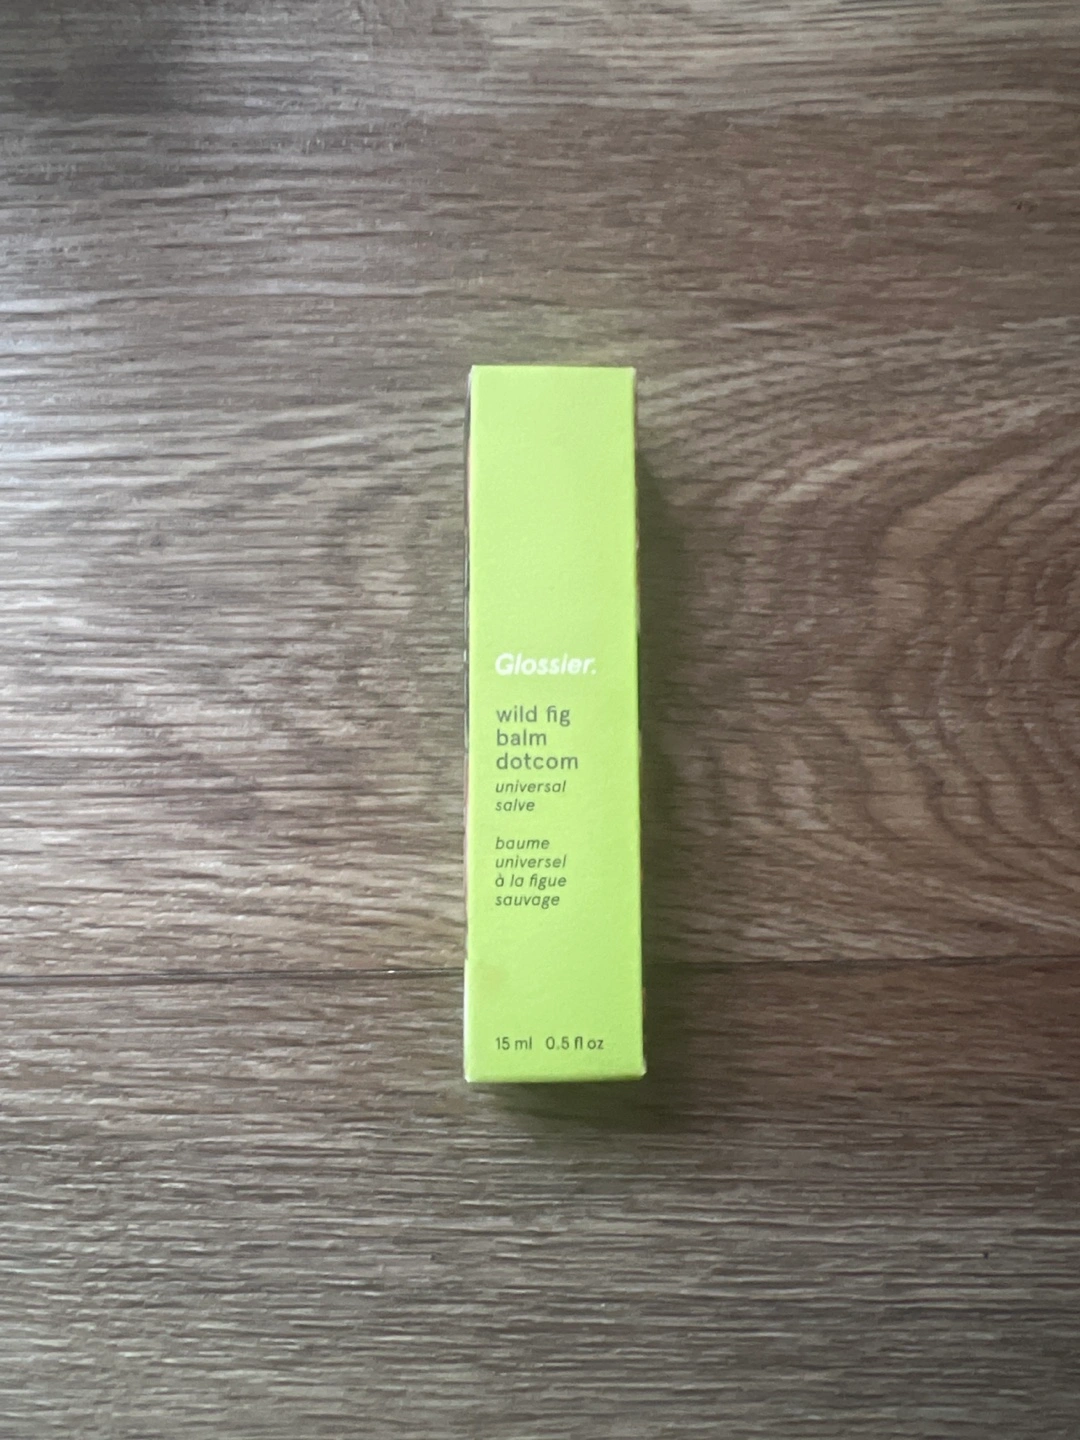 Glossier.
wild fig
balm
dotcom
universal
salve
baume
universel
à la figue
sauvage
15 ml 0.5 fl oz